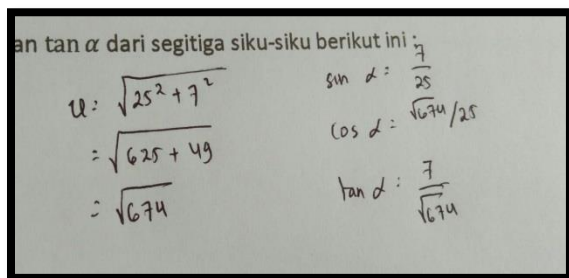 an tan α dari segitiga siku-siku berikut ini :
u : √25² + 7²
= √625 + 49
= √674
sin α = 7/25
cos α = √674/25
tan α : 7/√674